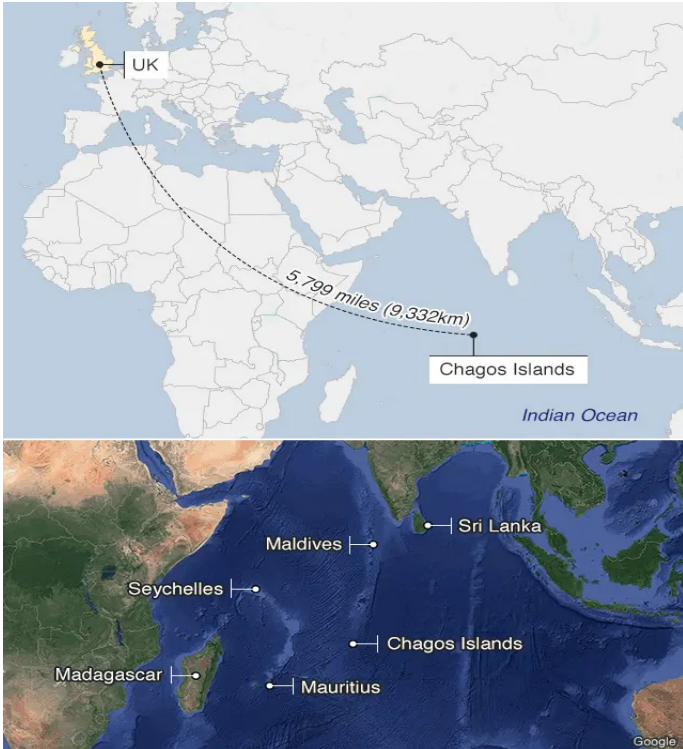 UK
5,799 miles (9,332km)
Chagos Islands
Indian Ocean
Sri Lanka
Maldives
Seychelles
Chagos Islands
Madagascar
Mauritius
Google